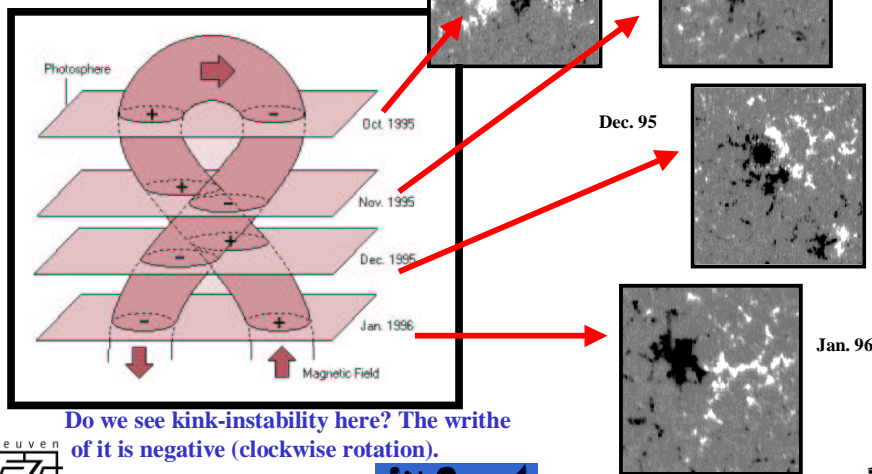 Photosphere
+ −
Oct. 1995
Dec. 95
+
−
Nov. 1995
+
−
Dec. 1995
− +
Jan. 1996
Jan. 96
Magnetic Field
Do we see kink-instability here? The writhe
of it is negative (clockwise rotation).
euven